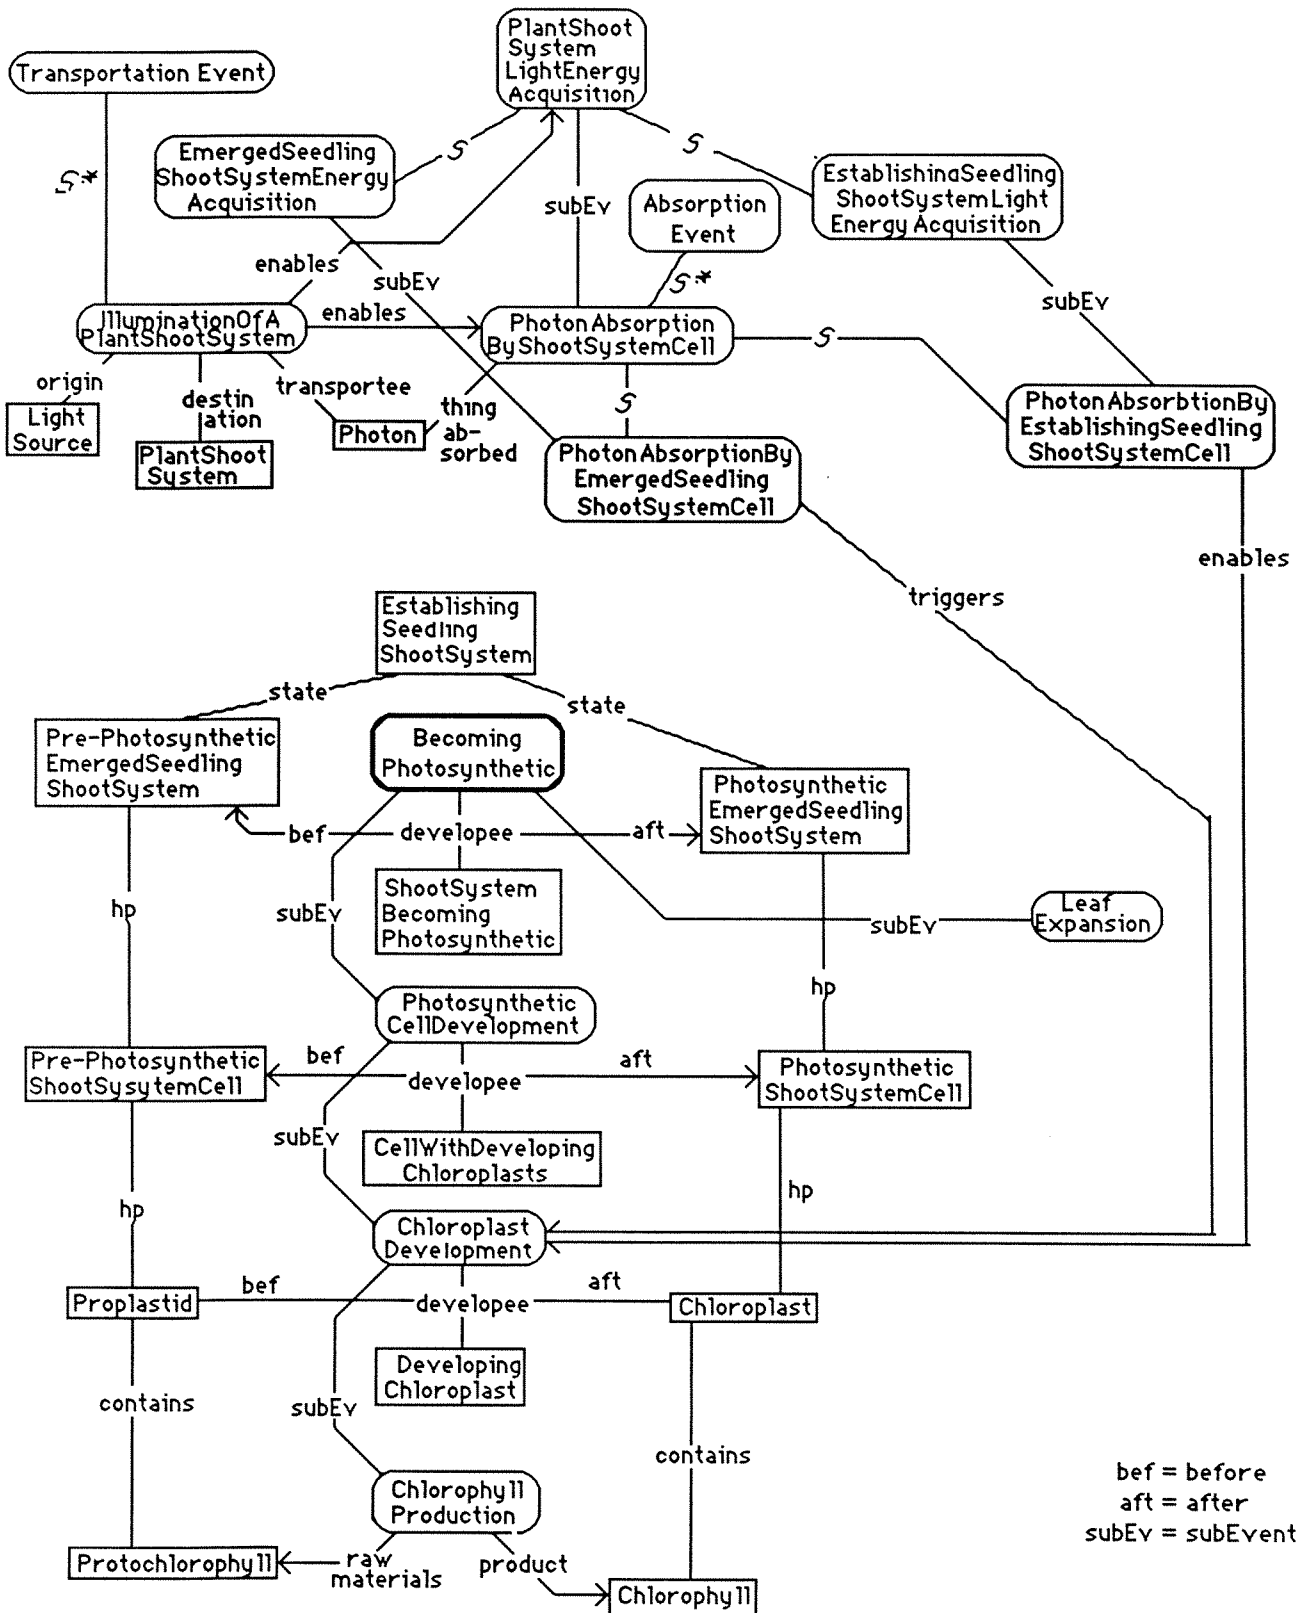 PlantShoot
System
LightEnergy
Acquisition
Transportation Event
EmergedSeedling
ShootSystemEnergy
Acquisition
S
S
EstablishingSeedling
ShootSystemLight
Energy Acquisition
S*
subEv
Absorption
Event
enables
subEv
S*
subEv
IlluminationOfA
PlantShootSystem
enables
PhotonAbsorption
ByShootSystemCell
S
origin
destin
ation
transportee
thing
ab-
sorbed
S
Light
Source
PlantShoot
System
Photon
PhotonAbsorptionBy
EmergedSeedling
ShootSystemCell
PhotonAbsorbtionBy
EstablishingSeedling
ShootSystemCell
enables
triggers
Establishing
Seedling
ShootSystem
state
state
Pre-Photosynthetic
EmergedSeedling
ShootSystem
Becoming
Photosynthetic
Photosynthetic
EmergedSeedling
ShootSystem
bef
developee
aft
hp
subEv
ShootSystem
Becoming
Photosynthetic
subEv
Leaf
Expansion
hp
Photosynthetic
CellDevelopment
Pre-Photosynthetic
ShootSysytemCell
bef
developee
aft
Photosynthetic
ShootSystemCell
subEv
CellWithDeveloping
Chloroplasts
hp
hp
Chloroplast
Development
Proplastid
bef
developee
aft
Chloroplast
Developing
Chloroplast
contains
subEv
contains
Chlorophyll
Production
Protochlorophyll
raw
materials
product
Chlorophyll
bef = before
aft = after
subEv = subEvent